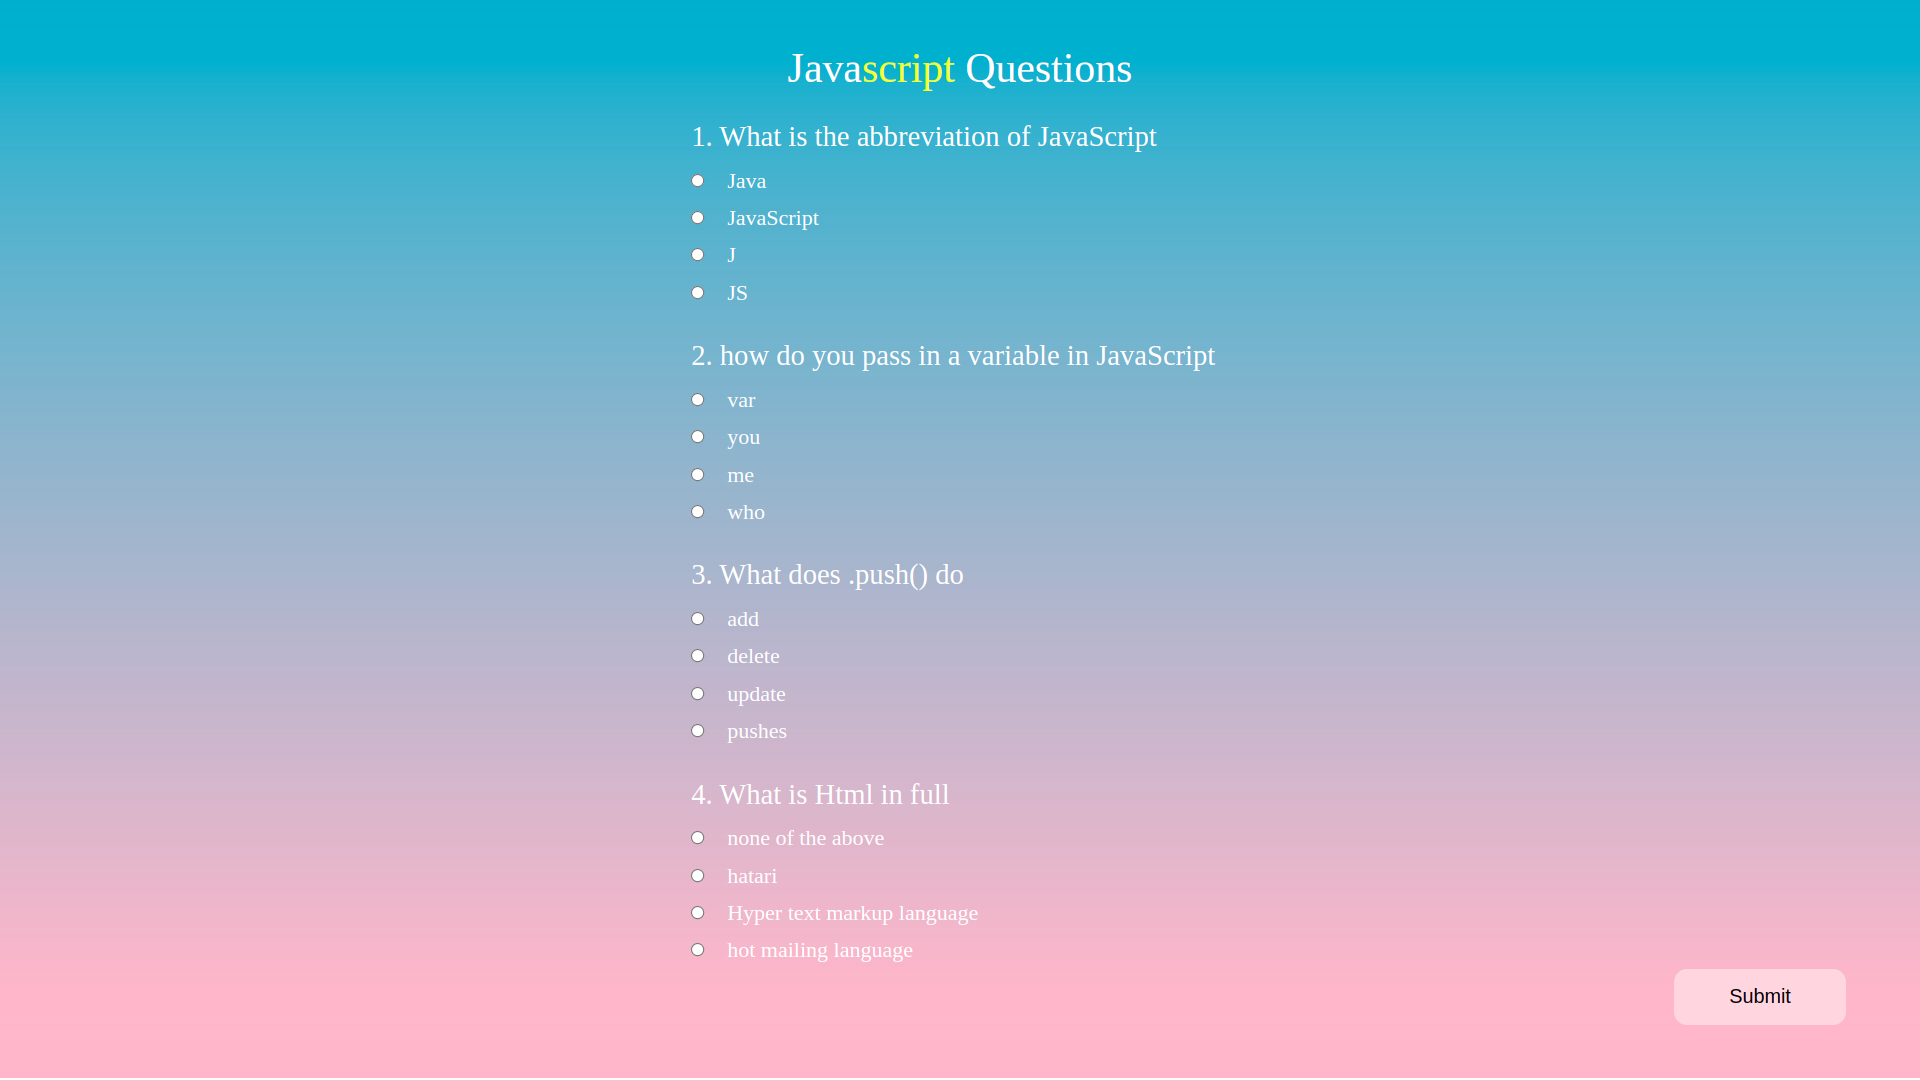 Javascript Questions
1. What is the abbreviation of JavaScript
Java
JavaScript
J
JS
2. how do you pass in a variable in JavaScript
var
you
me
who
3. What does .push() do
add
delete
update
pushes
4. What is Html in full
none of the above
hatari
Hyper text markup language
hot mailing language
Submit